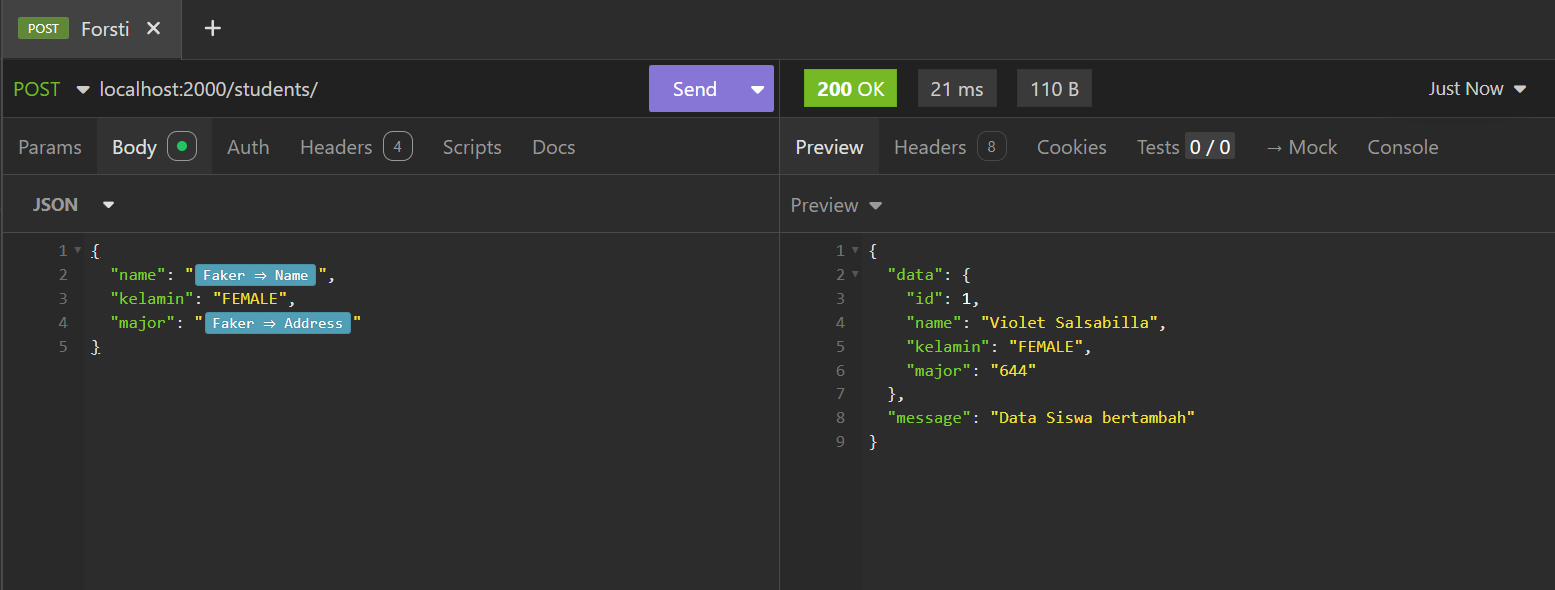 POST Forsti × +
POST localhost:2000/students/ Send
200 OK 21 ms 110 B Just Now
Params Body Auth Headers 4 Scripts Docs
Preview Headers 8 Cookies Tests 0 / 0 → Mock Console
JSON
Preview
1 {
2 "name": " Faker ⇒ Name ",
3 "kelamin": "FEMALE",
4 "major": " Faker ⇒ Address "
5 }
1 {
2 "data": {
3 "id": 1,
4 "name": "Violet Salsabilla",
5 "kelamin": "FEMALE",
6 "major": "644"
7 },
8 "message": "Data Siswa bertambah"
9 }